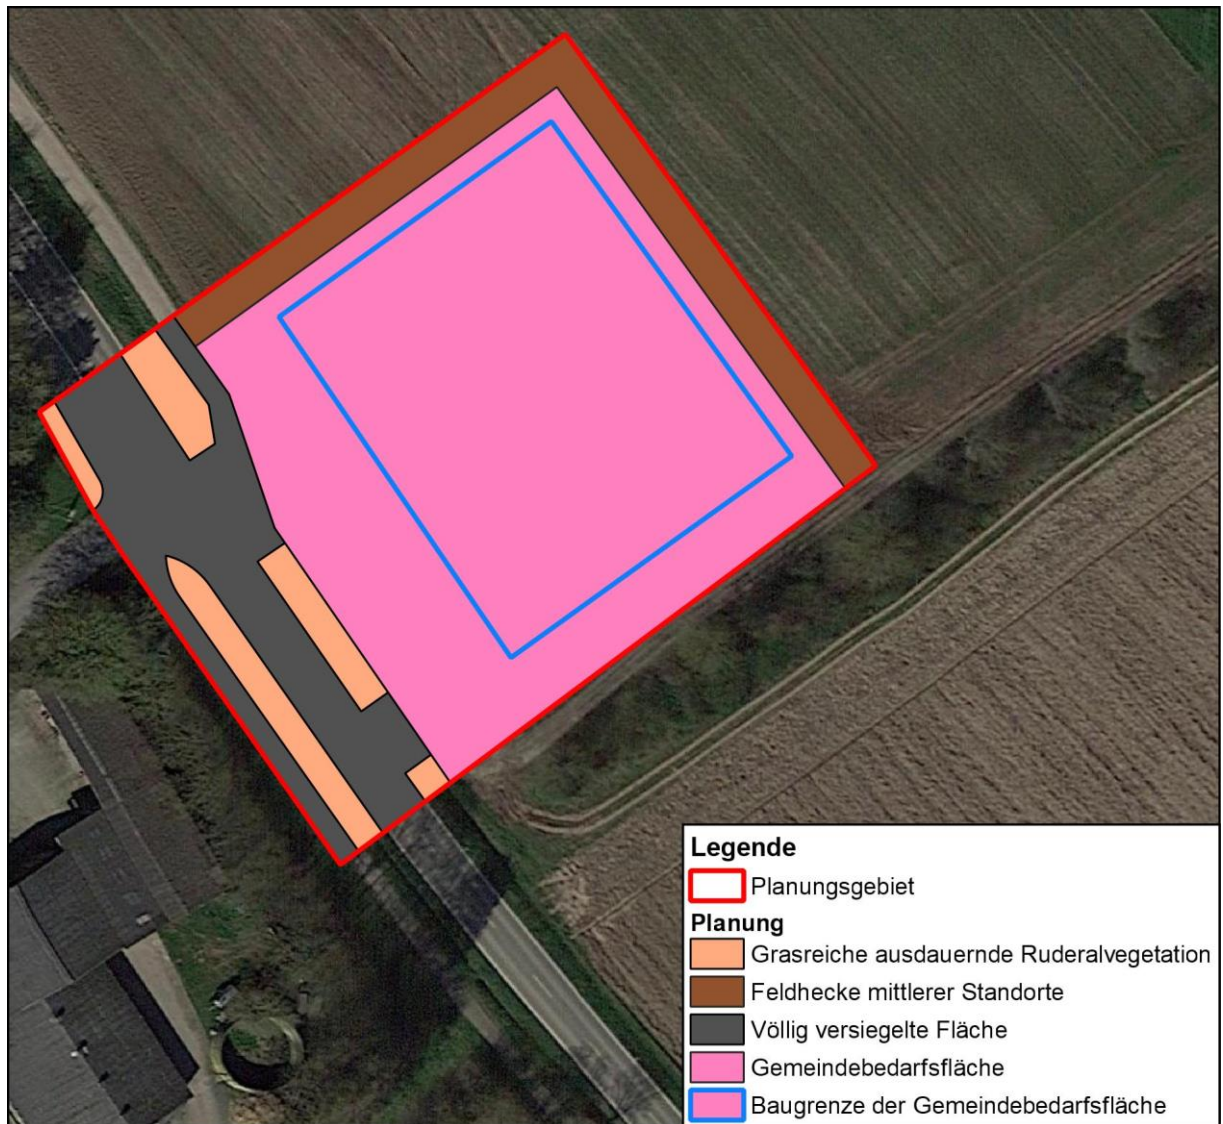 Legende
Planungsgebiet
Planung
Grasreiche ausdauernde Ruderalvegetation
Feldhecke mittlerer Standorte
Völlig versiegelte Fläche
Gemeindebedarfsfläche
Baugrenze der Gemeindebedarfsfläche